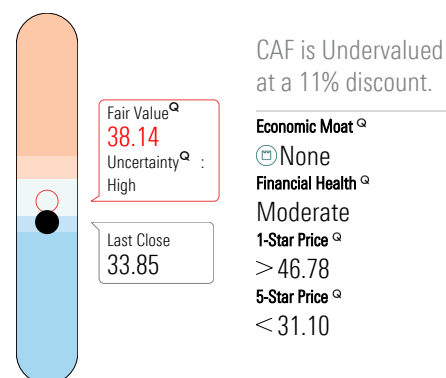 CAF is Undervalued
at a 11% discount.
Fair Value Q
38.14
Uncertainty Q :
High
Last Close
33.85
Economic Moat Q
None
Financial Health Q
Moderate
1-Star Price Q
> 46.78
5-Star Price Q
< 31.10